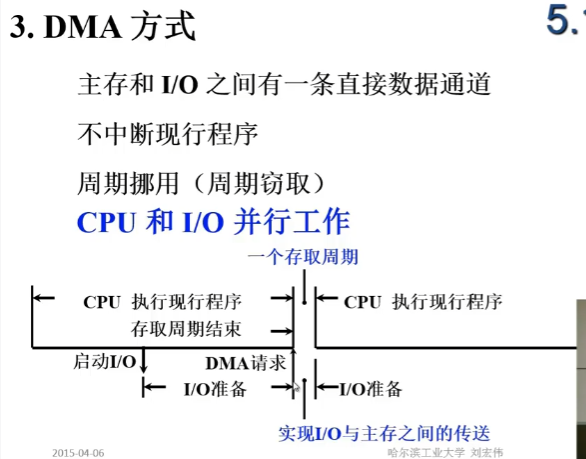 3. DMA 方式
5.
主存和 I/O 之间有一条直接数据通道
不中断现行程序
周期挪用（周期窃取）
CPU 和 I/O 并行工作
一个存取周期
CPU 执行现行程序
CPU 执行现行程序
存取周期结束
启动I/O
DMA请求
I/O准备
I/O准备
实现I/O与主存之间的传送
2015-04-06
哈尔滨工业大学 刘宏伟